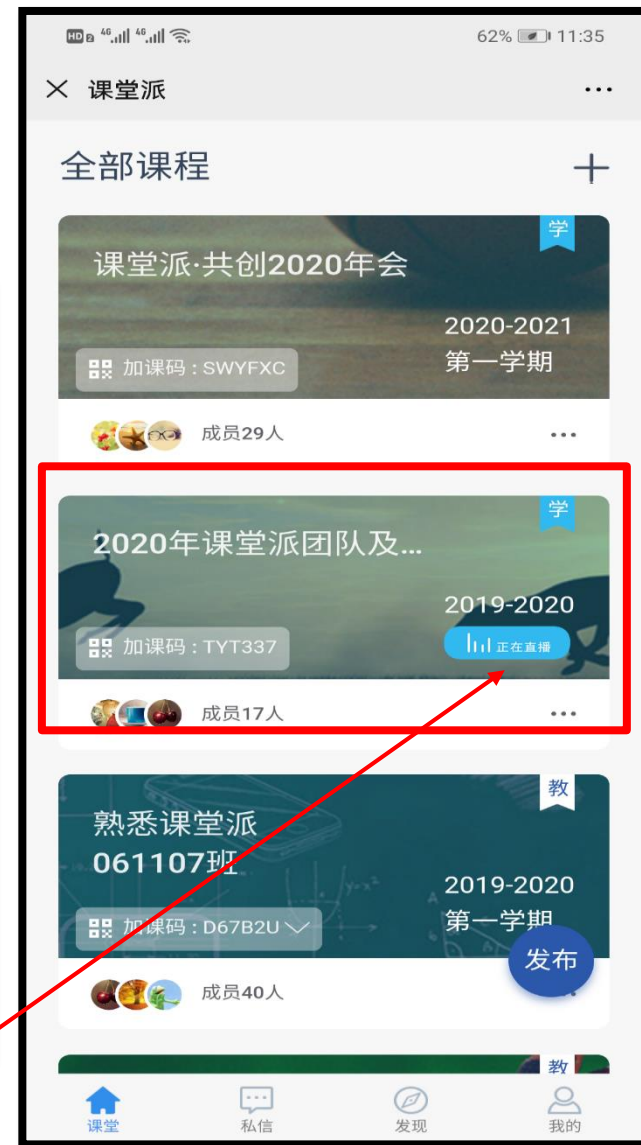 HD 2 4G 4G 62% 11:35
课堂派 ...
全部课程
学
课堂派·共创2020年会
2020-2021
第一学期
加课码：SWYFXC
成员29人 ...
学
2020年课堂派团队及...
2019-2020
正在直播
加课码：TYT337
成员17人 ...
教
熟悉课堂派
061107班
2019-2020
第一学期
加课码：D67B2U
发布
成员40人
教
课堂 私信 发现 我的